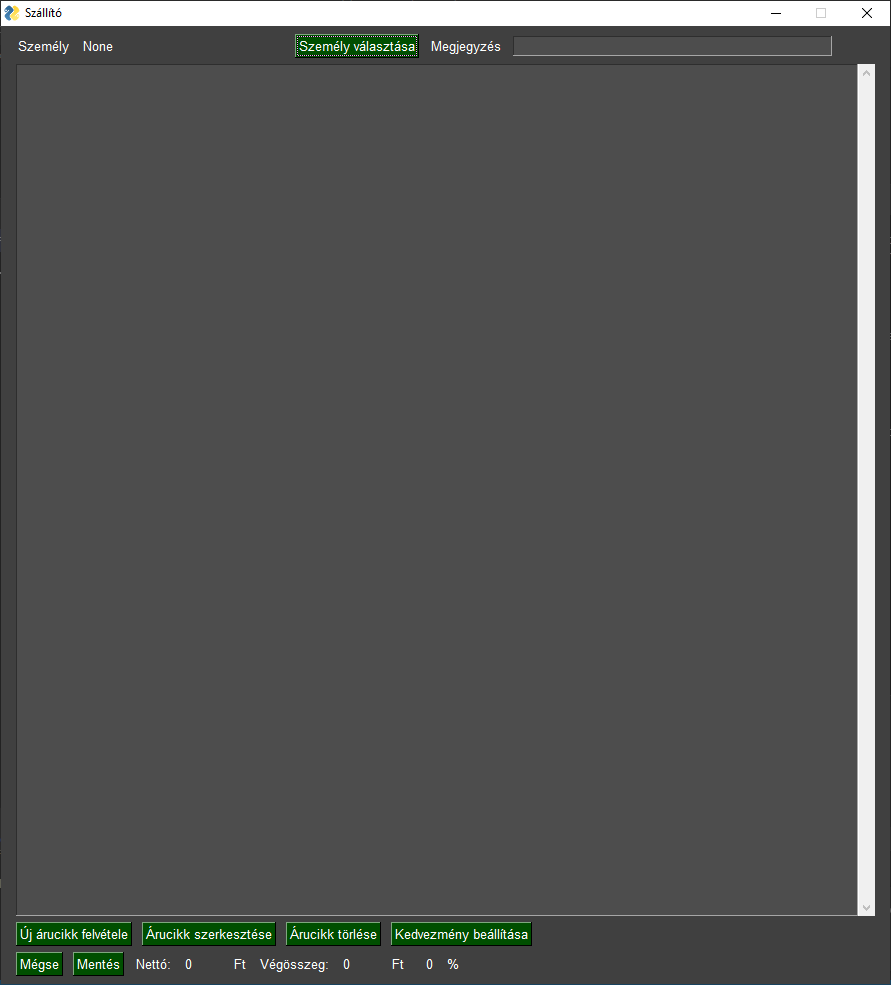 Szállító
Személy None Személy választása Megjegyzés
Új árucikk felvétele Árucikk szerkesztése Árucikk törlése Kedvezmény beállítása
Mégse Mentés Nettó: 0 Ft Végösszeg: 0 Ft 0 %